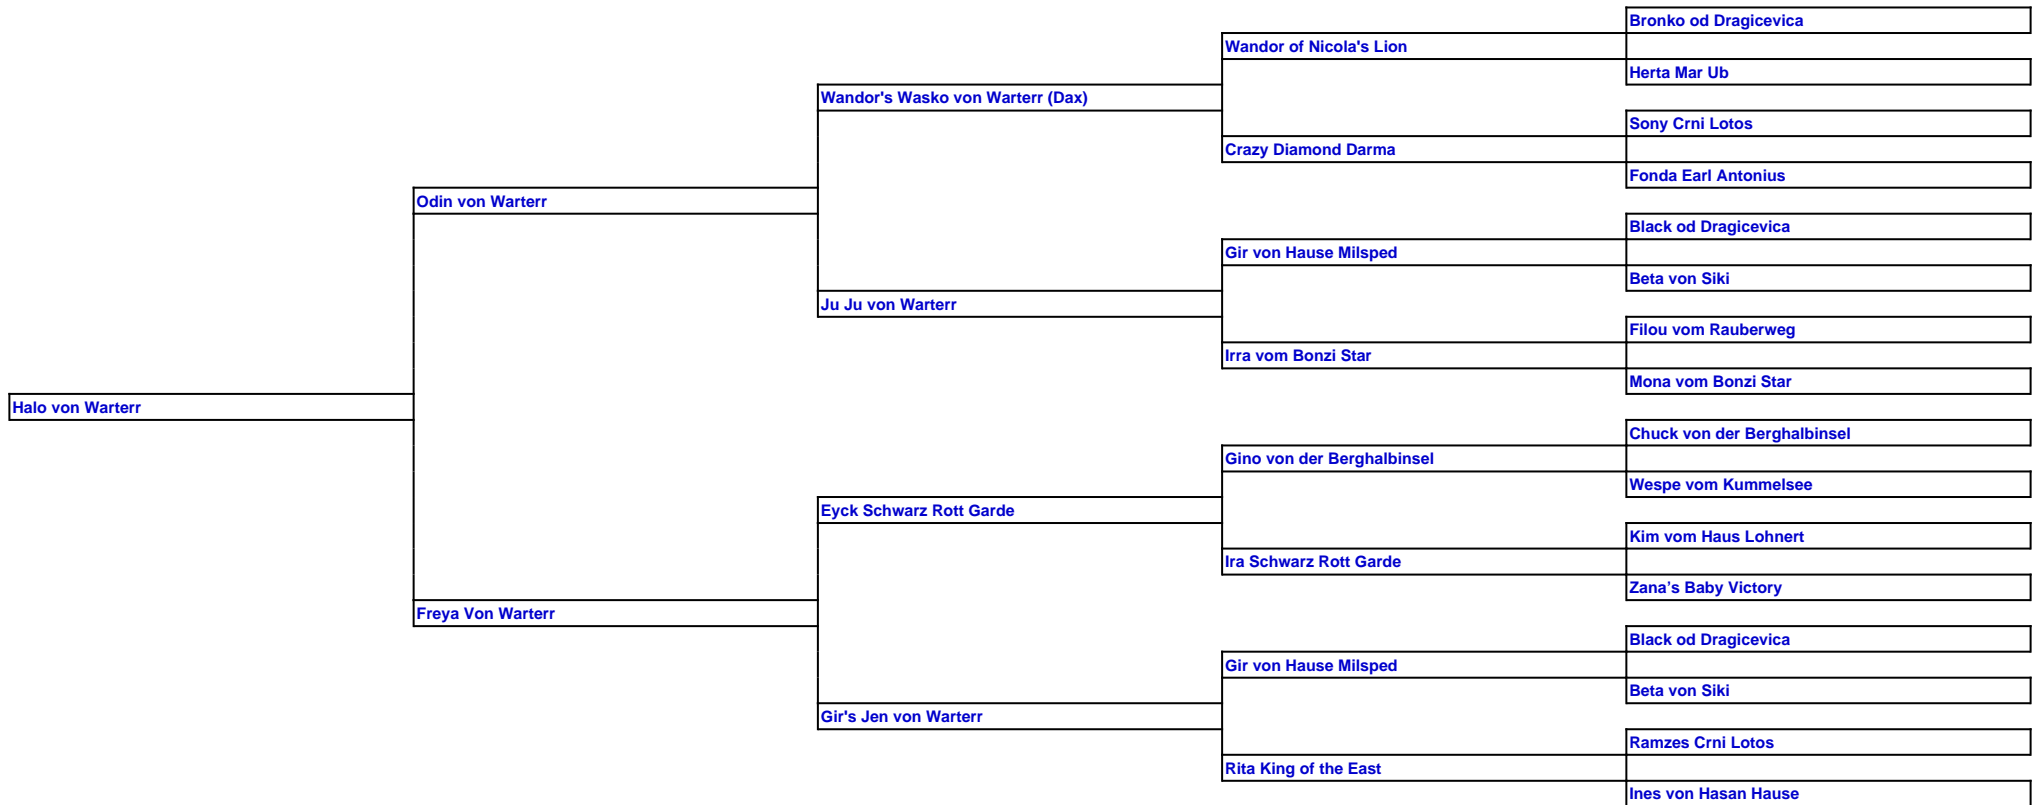 Bronko od Dragicevica
Wandor of Nicola's Lion
Herta Mar Ub
Wandor's Wasko von Warterr (Dax)
Sony Crni Lotos
Crazy Diamond Darma
Fonda Earl Antonius
Odin von Warterr
Black od Dragicevica
Gir von Hause Milsped
Beta von Siki
Ju Ju von Warterr
Filou vom Rauberweg
Irra vom Bonzi Star
Mona vom Bonzi Star
Halo von Warterr
Chuck von der Berghalbinsel
Gino von der Berghalbinsel
Wespe vom Kummelsee
Eyck Schwarz Rott Garde
Kim vom Haus Lohnert
Ira Schwarz Rott Garde
Zana’s Baby Victory
Freya Von Warterr
Black od Dragicevica
Gir von Hause Milsped
Beta von Siki
Gir's Jen von Warterr
Ramzes Crni Lotos
Rita King of the East
Ines von Hasan Hause